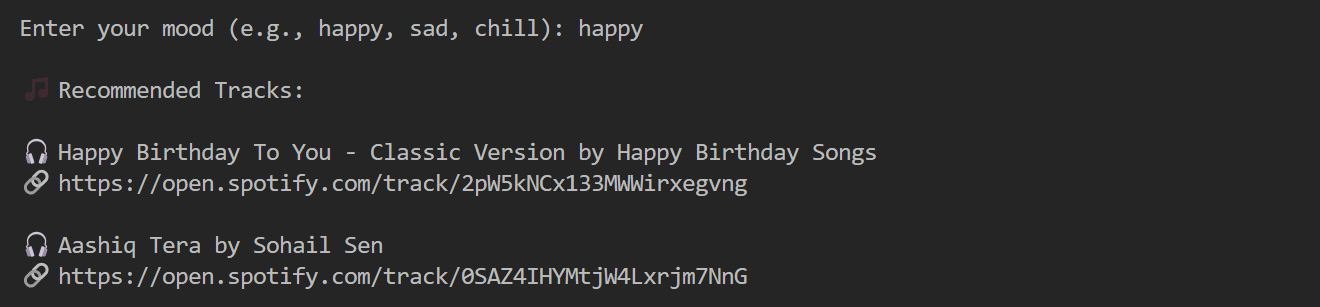 Enter your mood (e.g., happy, sad, chill): happy
🎵 Recommended Tracks:
🎧 Happy Birthday To You - Classic Version by Happy Birthday Songs
🔗 https://open.spotify.com/track/2pW5kNCx133MWWirxegvng
🎧 Aashiq Tera by Sohail Sen
🔗 https://open.spotify.com/track/0SAZ4IHYMtjW4Lxrjm7NnG